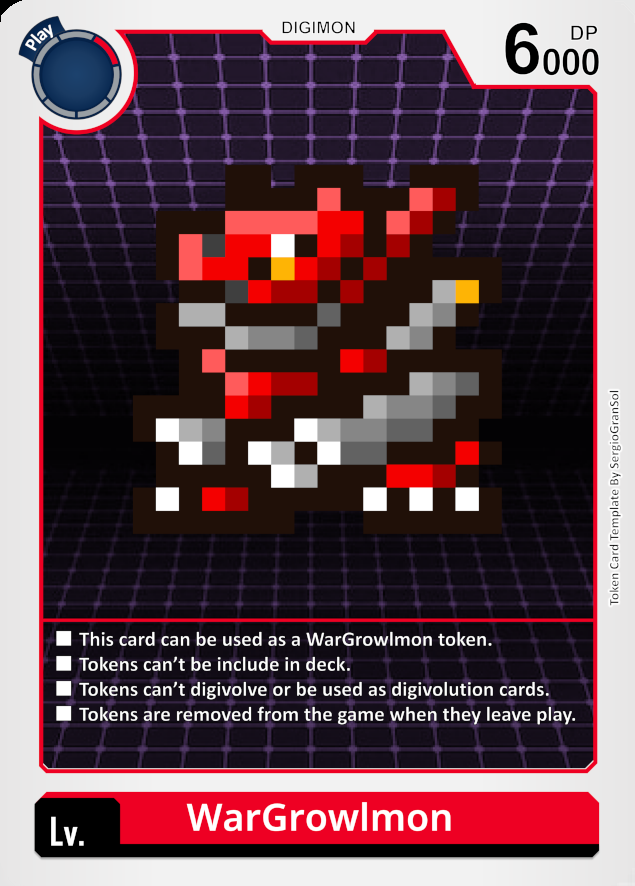 Play
DIGIMON
DP
6000
Token Card Template By SergioGranSol
This card can be used as a WarGrowlmon token.
Tokens can't be include in deck.
Tokens can't digivolve or be used as digivolution cards.
Tokens are removed from the game when they leave play.
Lv.
WarGrowlmon